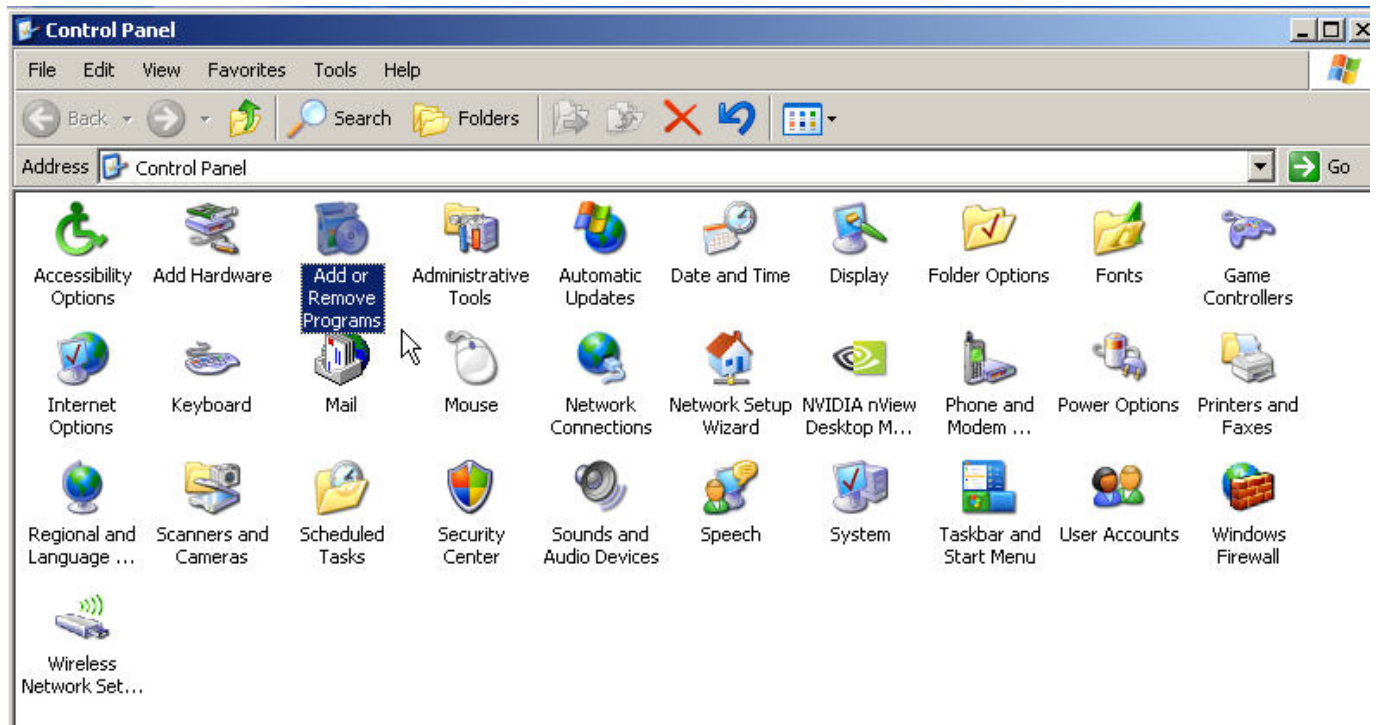 Control Panel
File Edit View Favorites Tools Help
Back Search Folders
Address Control Panel Go
Accessibility Add Hardware Add or Administrative Automatic Date and Time Display Folder Options Fonts Game
Options Remove Tools Updates Controllers
Programs
Internet Keyboard Mail Mouse Network Network Setup NVIDIA nView Phone and Power Options Printers and
Options Connections Wizard Desktop M... Modem ... Faxes
Regional and Scanners and Scheduled Security Sounds and Speech System Taskbar and User Accounts Windows
Language ... Cameras Tasks Center Audio Devices Start Menu Firewall
Wireless
Network Set...